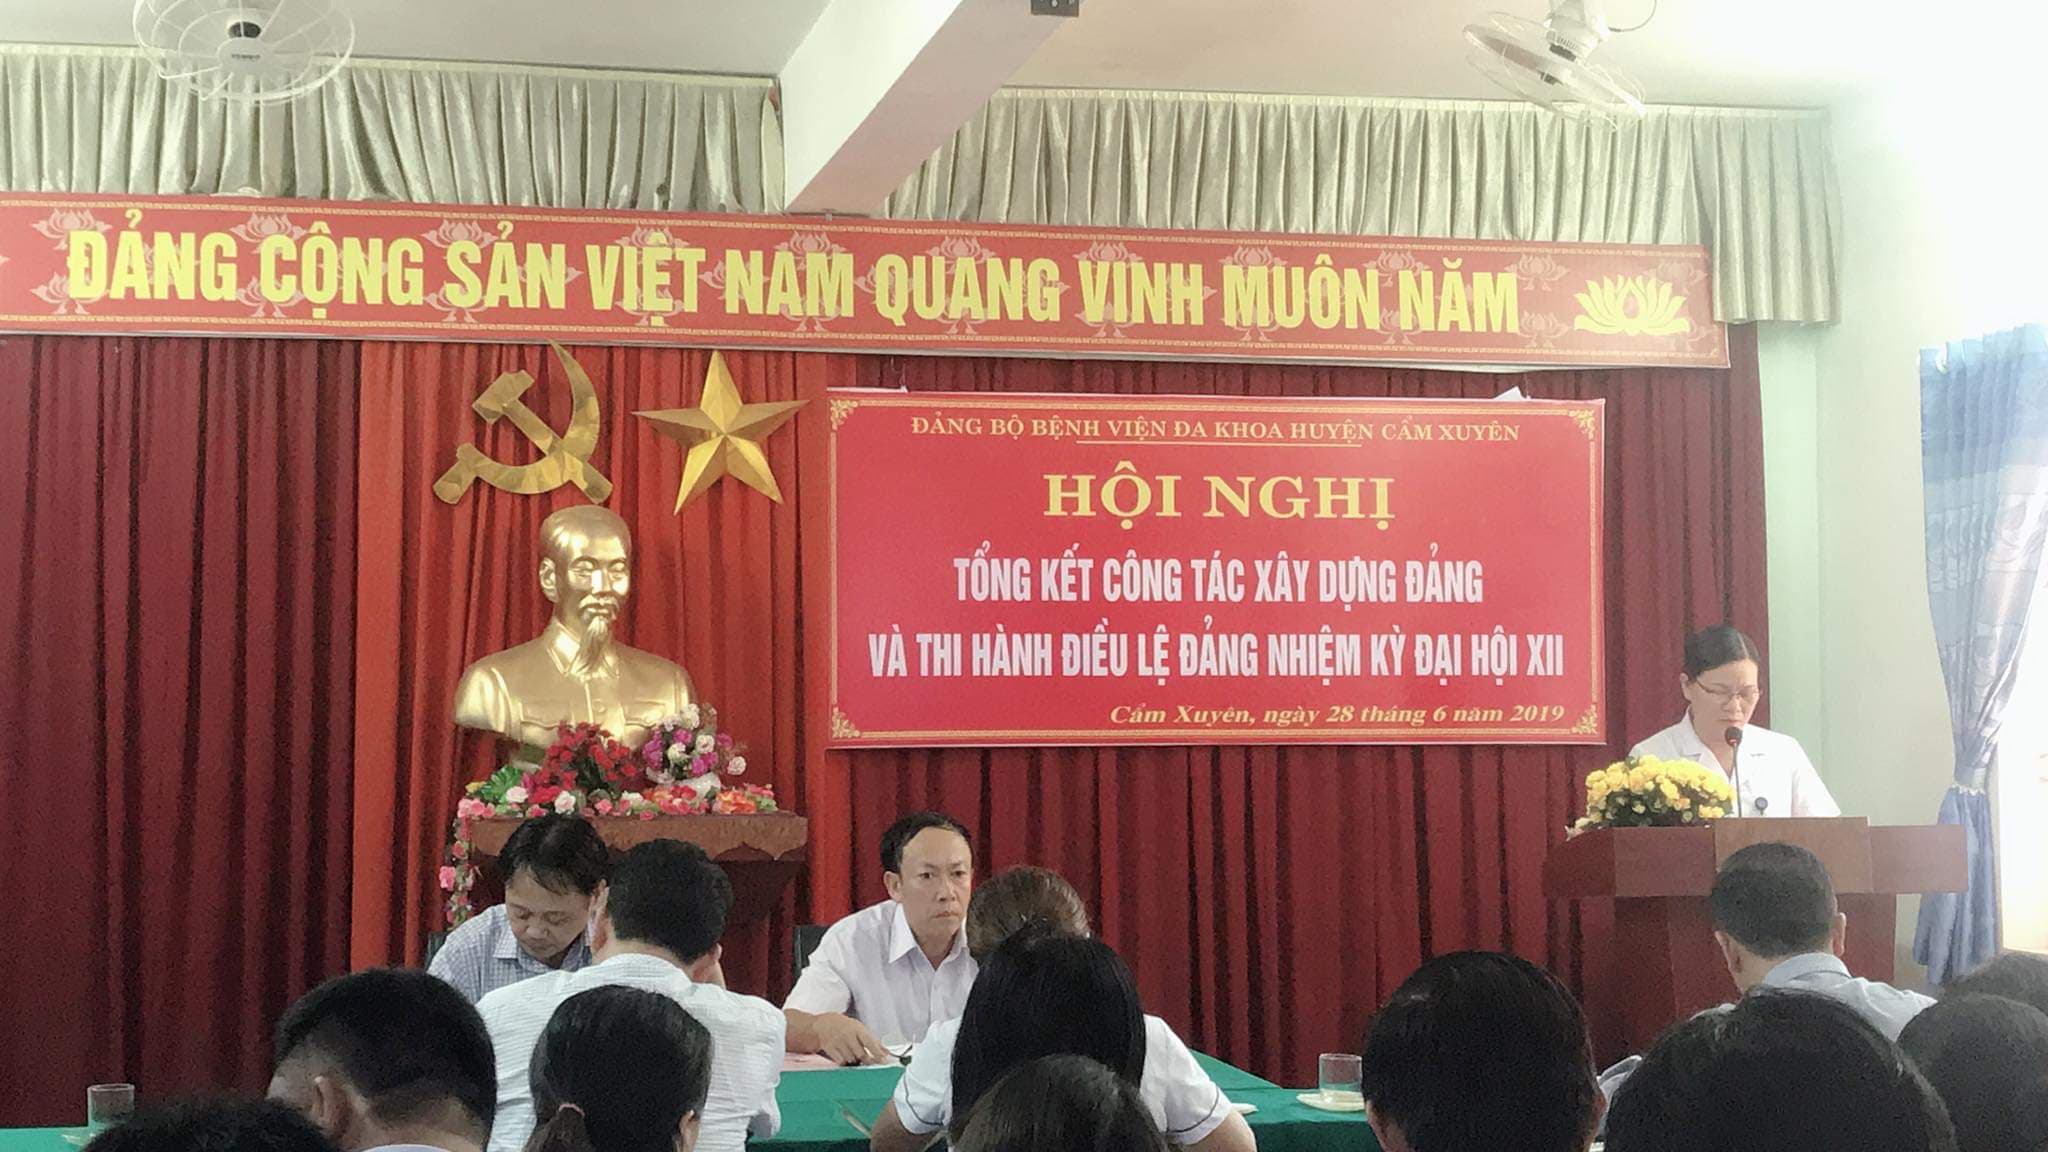 ĐẢNG CỘNG SẢN VIỆT NAM QUANG VINH MUÔN NĂM
ĐẢNG BỘ BỆNH VIỆN ĐA KHOA HUYỆN CẨM XUYÊN
HỘI NGHỊ
TỔNG KẾT CÔNG TÁC XÂY DỰNG ĐẢNG
VÀ THI HÀNH ĐIỀU LỆ ĐẢNG NHIỆM KỲ ĐẠI HỘI XII
Cẩm Xuyên, ngày 28 tháng 6 năm 2019